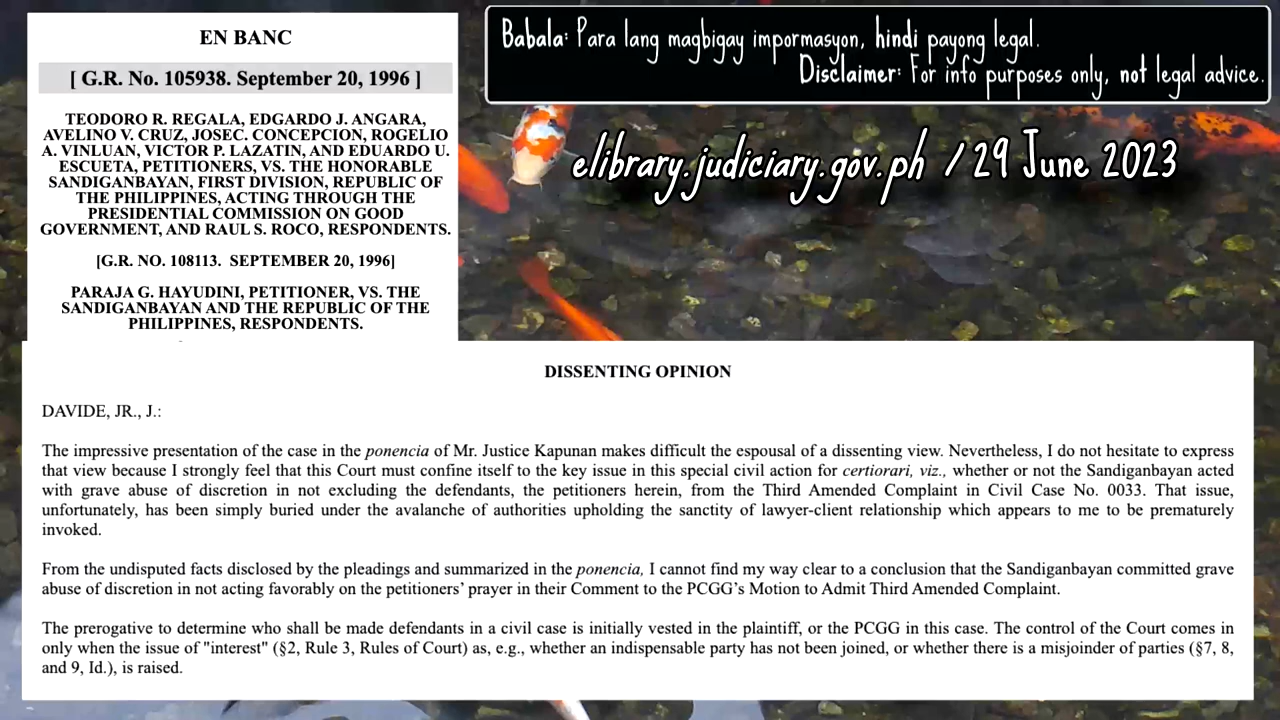 EN BANC
[ G.R. No. 105938. September 20, 1996 ]
TEODORO R. REGALA, EDGARDO J. ANGARA,
AVELINO V. CRUZ, JOSEC. CONCEPCION, ROGELIO
A. VINLUAN, VICTOR P. LAZATIN, AND EDUARDO U.
ESCUETA, PETITIONERS, VS. THE HONORABLE
SANDIGANBAYAN, FIRST DIVISION, REPUBLIC OF
THE PHILIPPINES, ACTING THROUGH THE
PRESIDENTIAL COMMISSION ON GOOD
GOVERNMENT, AND RAUL S. ROCO, RESPONDENTS.
[G.R. NO. 108113. SEPTEMBER 20, 1996]
PARAJA G. HAYUDINI, PETITIONER, VS. THE
SANDIGANBAYAN AND THE REPUBLIC OF THE
PHILIPPINES, RESPONDENTS.
Babala: Para lang magbigay impormasyon, hindi payong legal.
Disclaimer: For info purposes only, not legal advice.
elibrary.judiciary.gov.ph / 29 June 2023
DISSENTING OPINION
DAVIDE, JR., J.:
The impressive presentation of the case in the ponencia of Mr. Justice Kapunan makes difficult the espousal of a dissenting view. Nevertheless, I do not hesitate to express
that view because I strongly feel that this Court must confine itself to the key issue in this special civil action for certiorari, viz., whether or not the Sandiganbayan acted
with grave abuse of discretion in not excluding the defendants, the petitioners herein, from the Third Amended Complaint in Civil Case No. 0033. That issue,
unfortunately, has been simply buried under the avalanche of authorities upholding the sanctity of lawyer-client relationship which appears to me to be prematurely
invoked.
From the undisputed facts disclosed by the pleadings and summarized in the ponencia, I cannot find my way clear to a conclusion that the Sandiganbayan committed grave
abuse of discretion in not acting favorably on the petitioners' prayer in their Comment to the PCGG's Motion to Admit Third Amended Complaint.
The prerogative to determine who shall be made defendants in a civil case is initially vested in the plaintiff, or the PCGG in this case. The control of the Court comes in
only when the issue of "interest" (§2, Rule 3, Rules of Court) as, e.g., whether an indispensable party has not been joined, or whether there is a misjoinder of parties (§7, 8,
and 9, Id.), is raised.